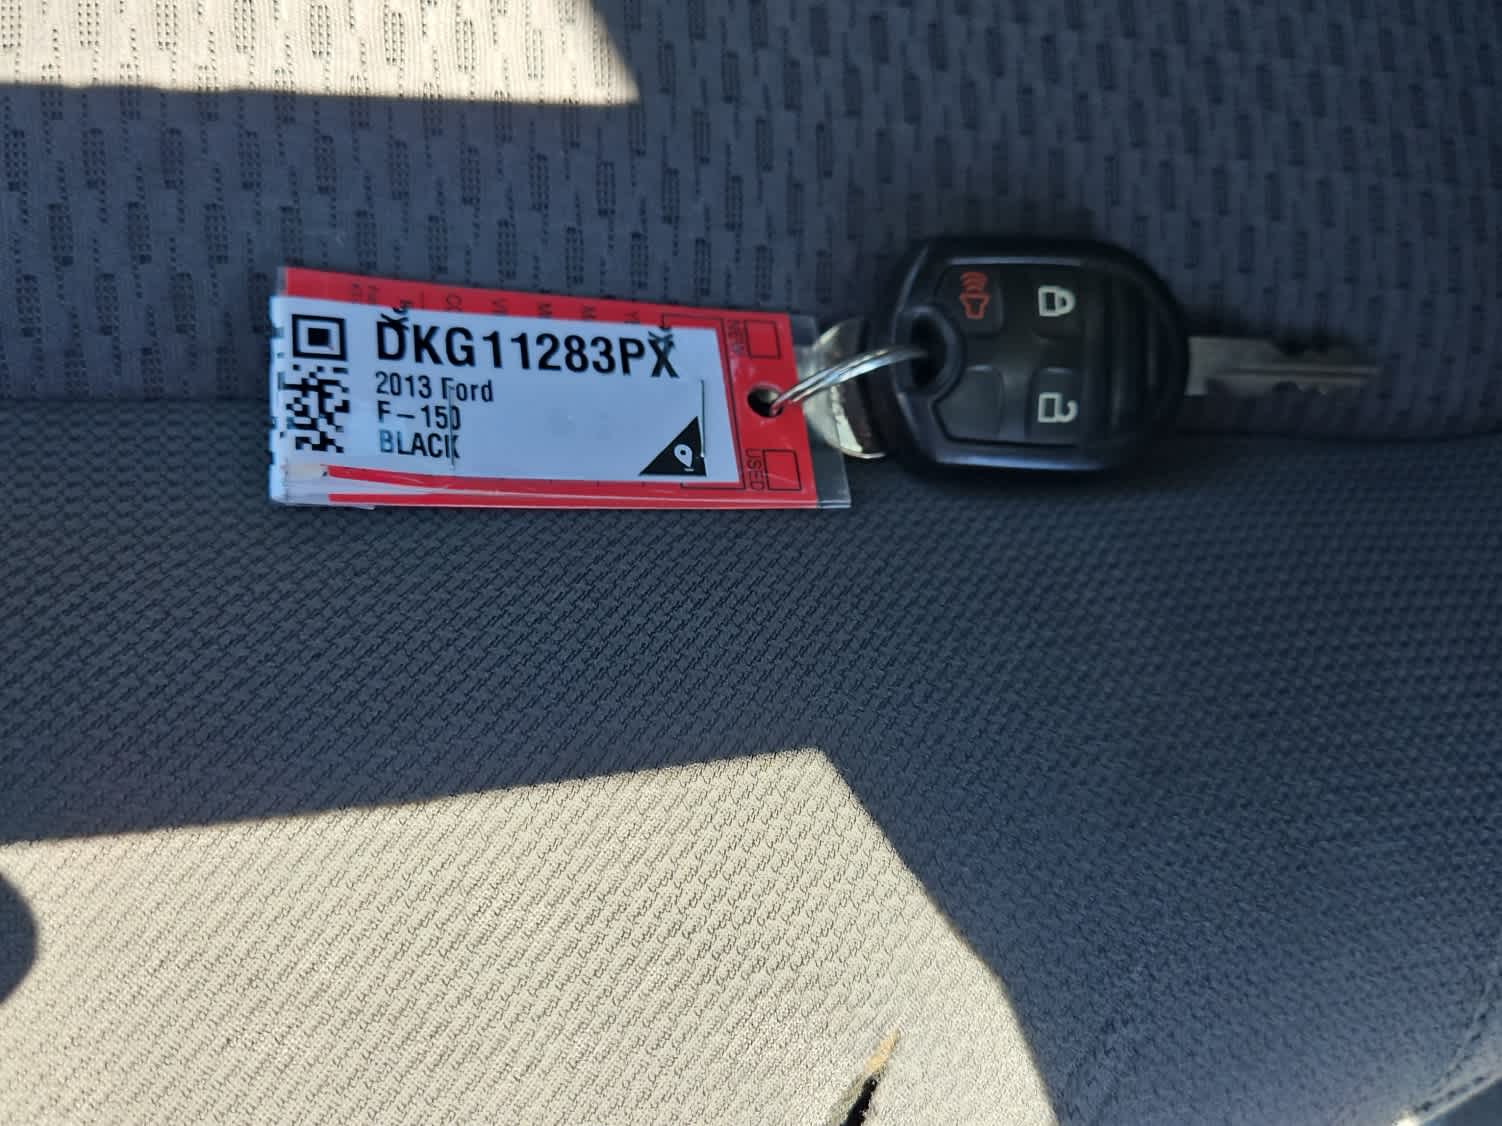 DKG11283PX
2013 Ford
F-150
BLACK
NEW
USED